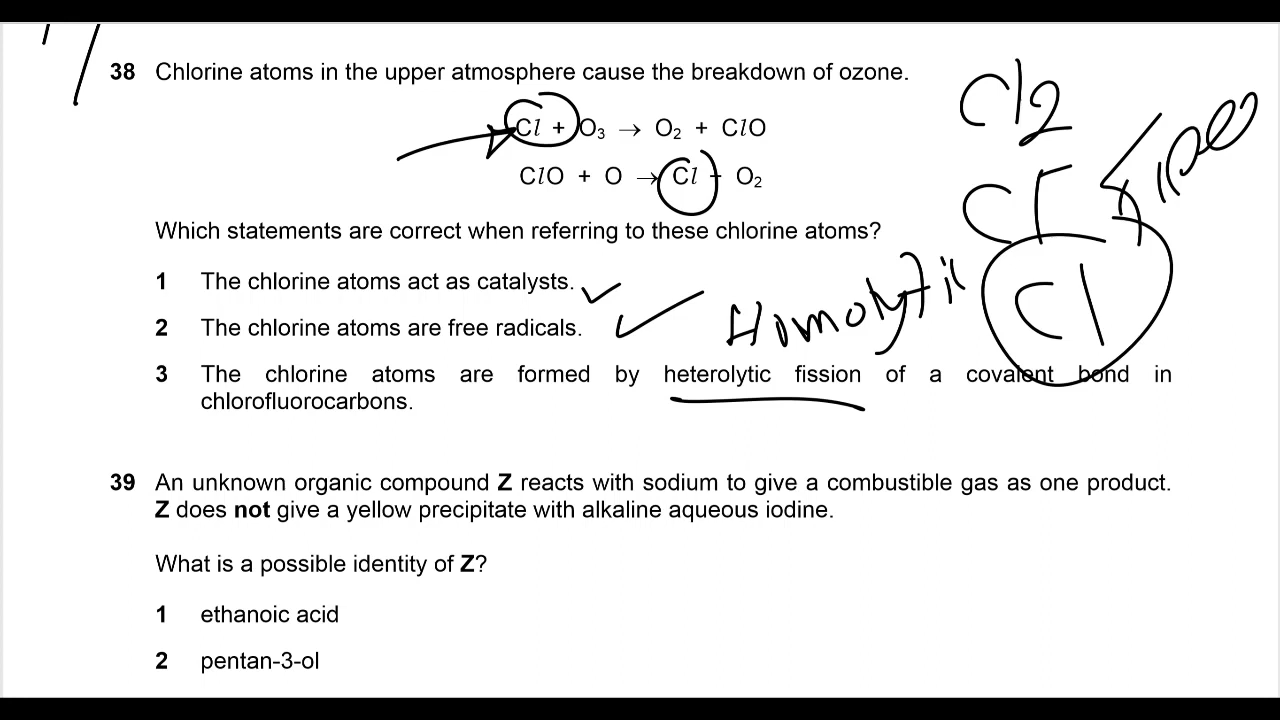 38 Chlorine atoms in the upper atmosphere cause the breakdown of ozone.
Cl2
Cl + O3 → O2 + ClO
ClO + O → Cl + O2
Cl
Which statements are correct when referring to these chlorine atoms?
1 The chlorine atoms act as catalysts. ✓
Homolytic
Cl
2 The chlorine atoms are free radicals. ✓
3 The chlorine atoms are formed by heterolytic fission of a covalent bond in
chlorofluorocarbons.
39 An unknown organic compound Z reacts with sodium to give a combustible gas as one product.
Z does not give a yellow precipitate with alkaline aqueous iodine.
What is a possible identity of Z?
1 ethanoic acid
2 pentan-3-ol